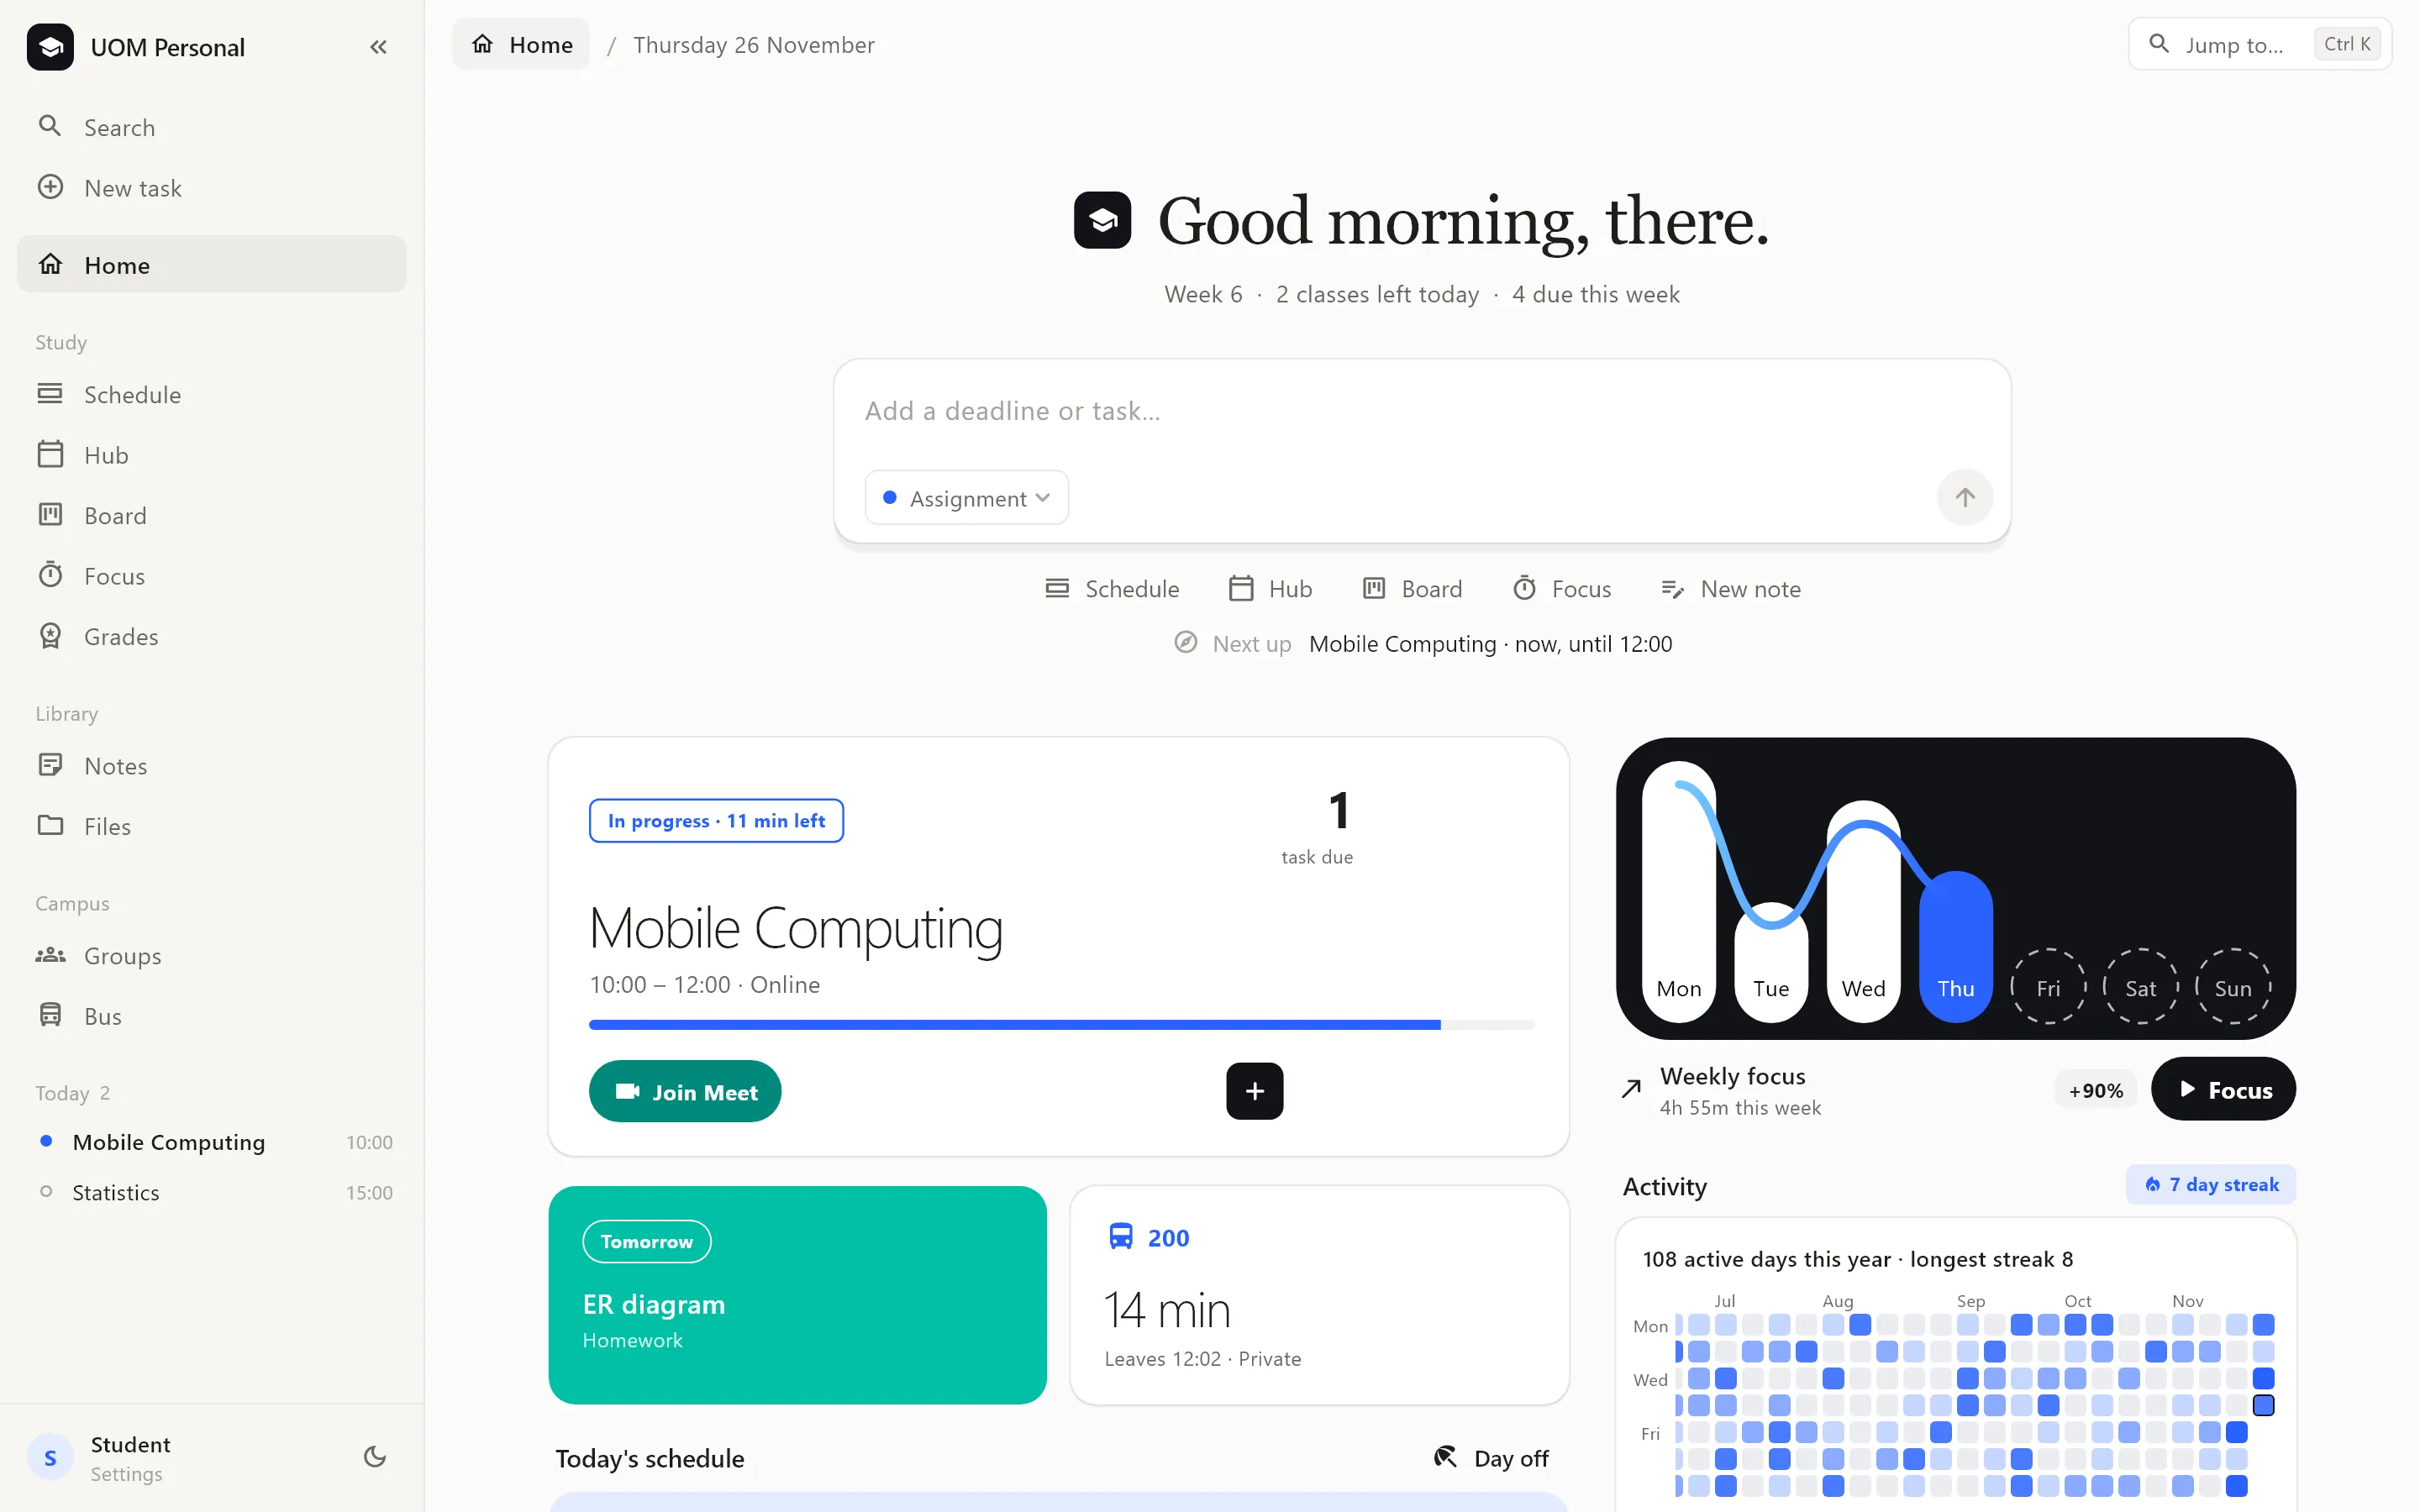 UOM Personal
Search
New task
Home
Study
Schedule
Hub
Board
Focus
Grades
Library
Notes
Files
Campus
Groups
Bus
Today 2
Mobile Computing 10:00
Statistics 15:00
S
Student
Settings
Home / Thursday 26 November
Jump to... Ctrl K
Good morning, there.
Week 6 · 2 classes left today · 4 due this week
Add a deadline or task...
Assignment
Schedule Hub Board Focus New note
Next up Mobile Computing · now, until 12:00
In progress · 11 min left
1
task due
Mobile Computing
10:00 – 12:00 · Online
Join Meet
Tomorrow
ER diagram
Homework
200
14 min
Leaves 12:02 · Private
Today's schedule
Day off
Mon Tue Wed Thu Fri Sat Sun
Weekly focus
4h 55m this week
+90%
Focus
Activity
7 day streak
108 active days this year · longest streak 8
Jul Aug Sep Oct Nov
Mon
Wed
Fri